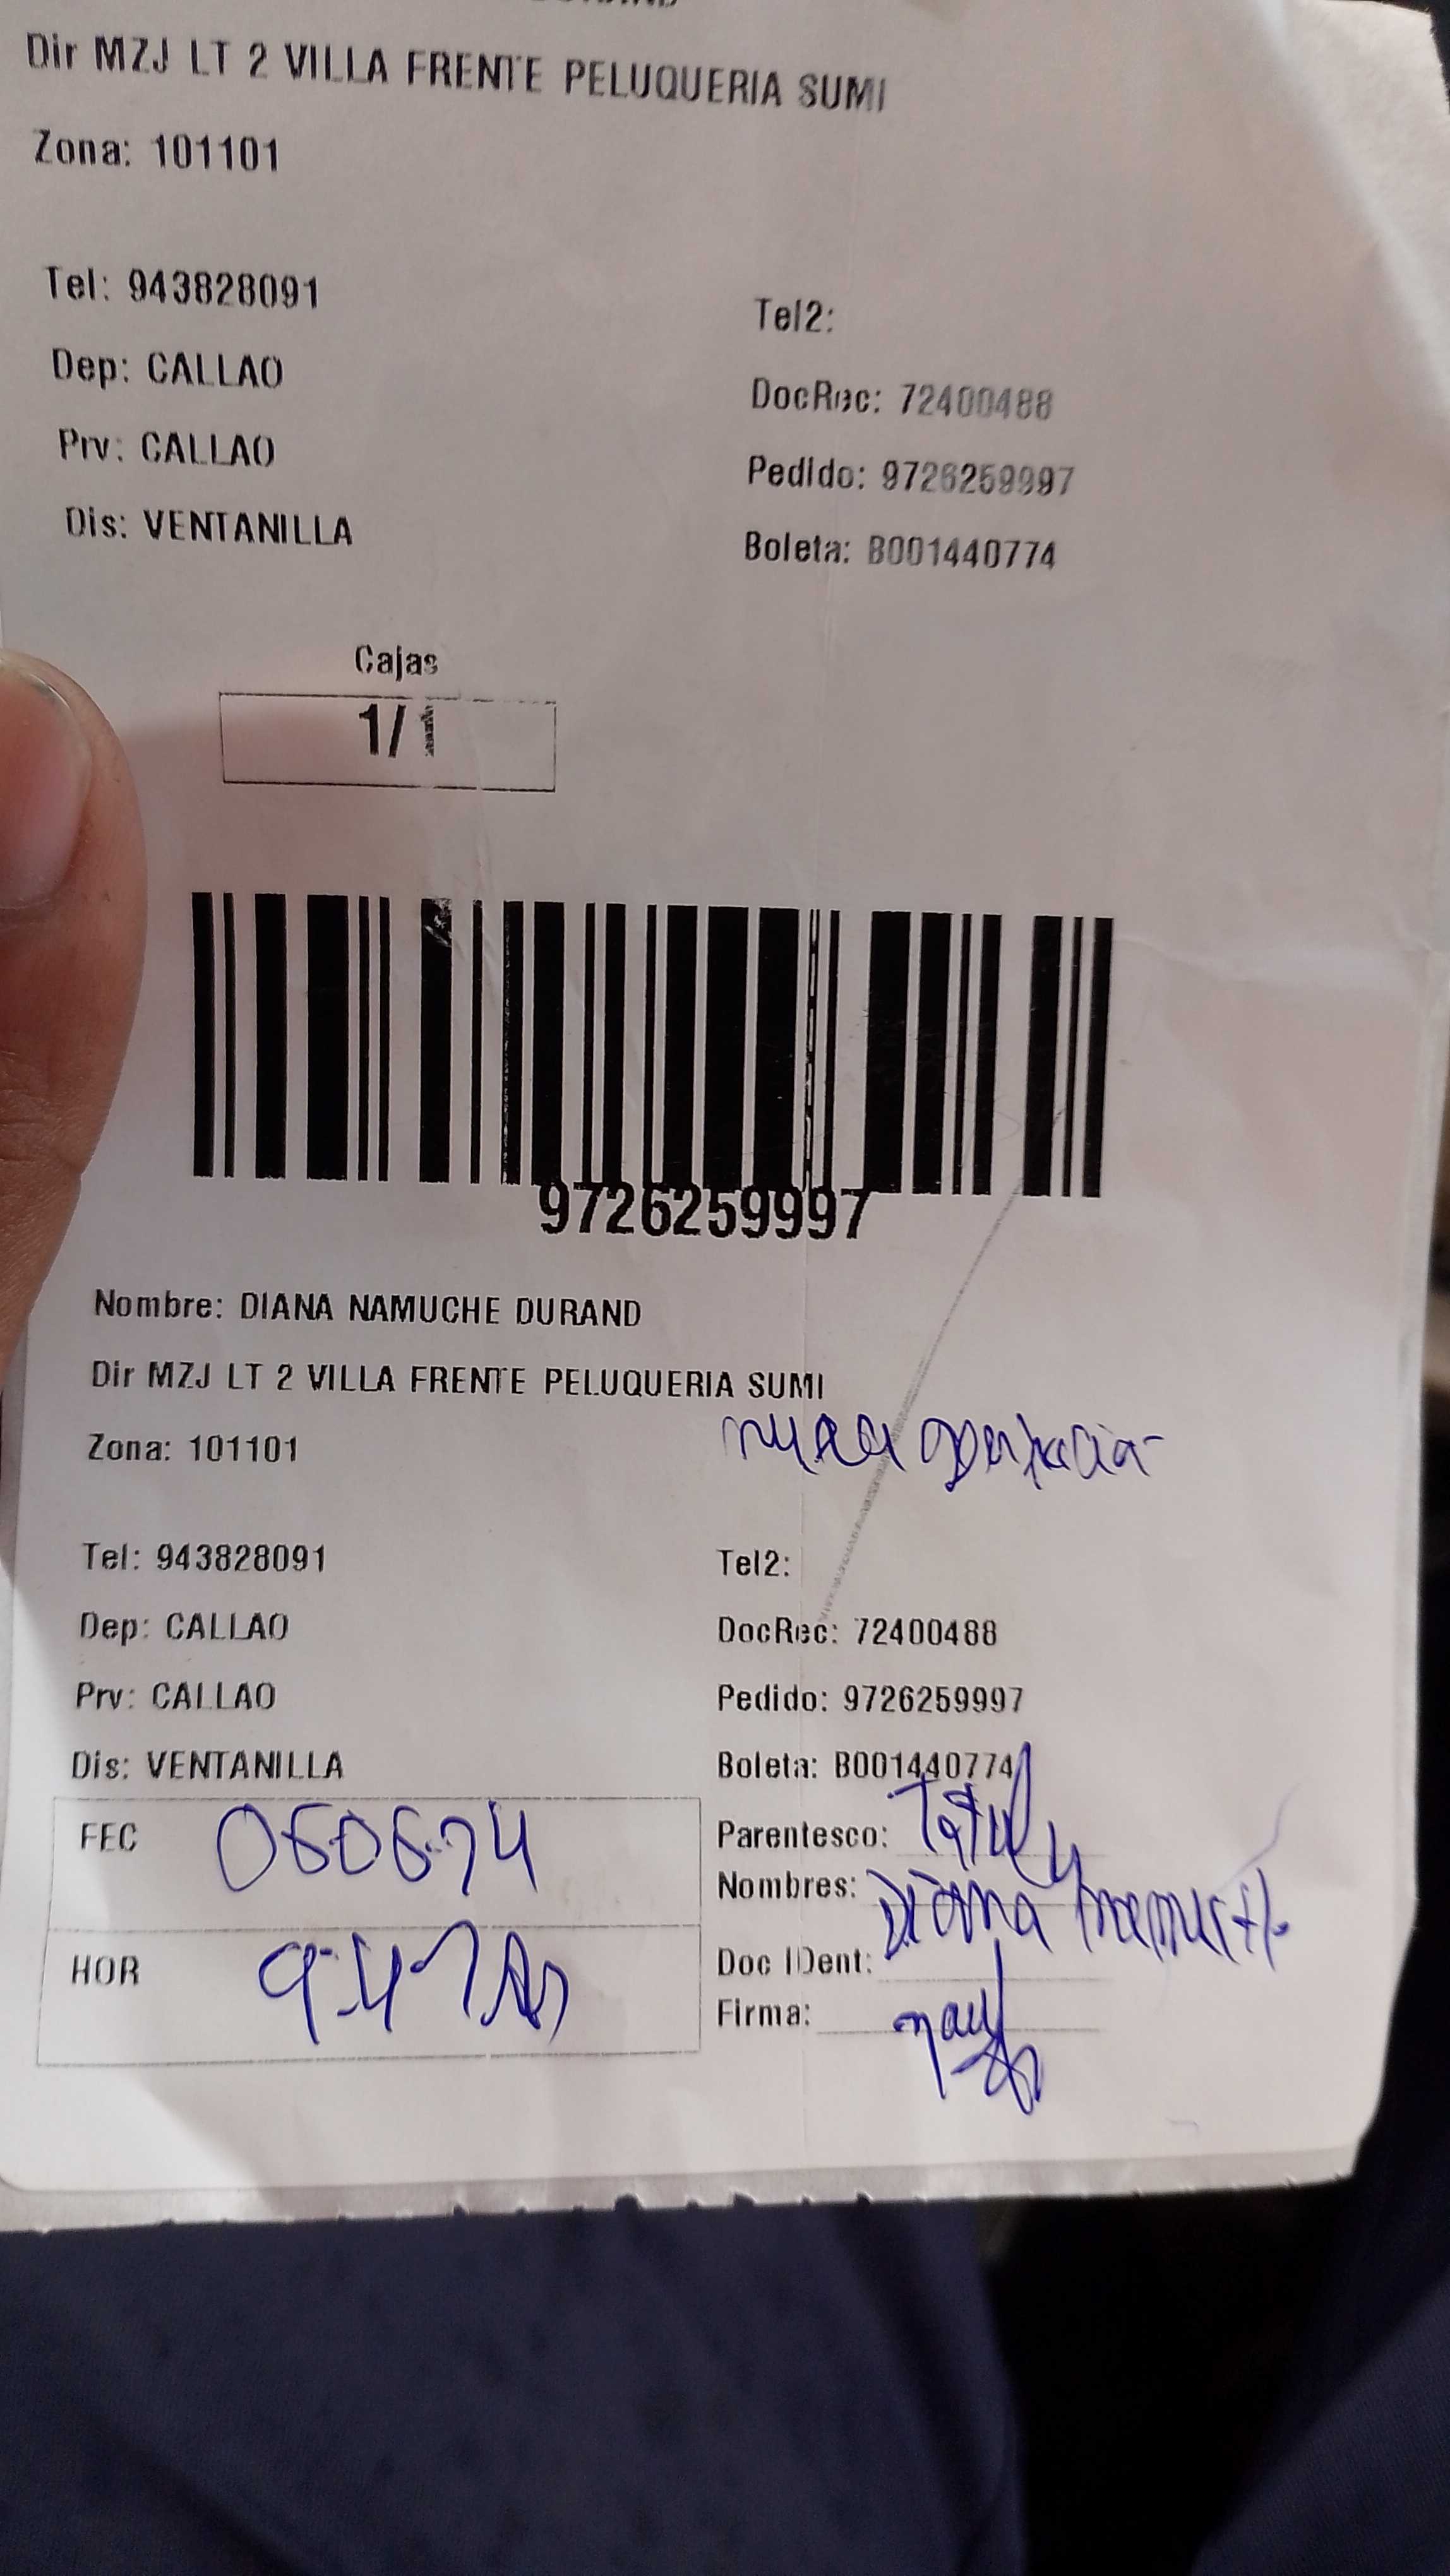 DURAND
Dir MZJ LT 2 VILLA FRENTE PELUQUERIA SUMI
Zona: 101101
Tel: 943828091
Tel2:
Dep: CALLAO
DocRec: 72400488
Prv: CALLAO
Pedido: 9726259997
Dis: VENTANILLA
Boleta: B001440774
Cajas
1/1
9726259997
Nombre: DIANA NAMUCHE DURAND
Dir MZJ LT 2 VILLA FRENTE PELUQUERIA SUMI
Zona: 101101
Tel: 943828091
Tel2:
Dep: CALLAO
DocRec: 72400488
Prv: CALLAO
Pedido: 9726259997
Dis: VENTANILLA
Boleta: B001440774
FEC
Parentesco:
Nombres: Diana
HOR
Doc IDent:
Firma: